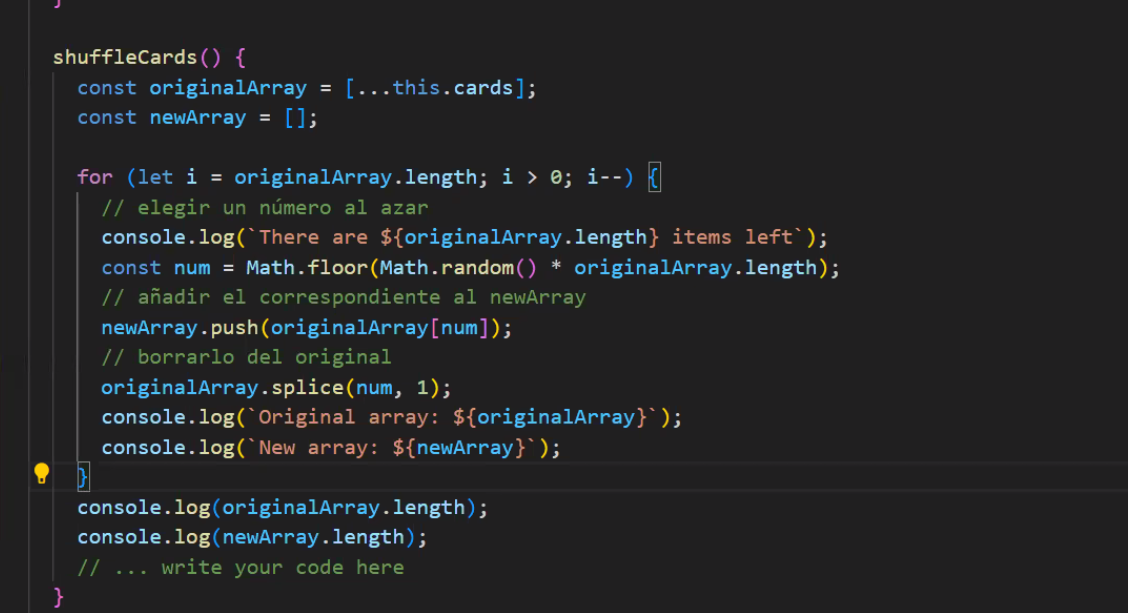 }
shuffleCards() {
const originalArray = [...this.cards];
const newArray = [];
for (let i = originalArray.length; i > 0; i--) {
// elegir un número al azar
console.log(`There are ${originalArray.length} items left`);
const num = Math.floor(Math.random() * originalArray.length);
// añadir el correspondiente al newArray
newArray.push(originalArray[num]);
// borrarlo del original
originalArray.splice(num, 1);
console.log(`Original array: ${originalArray}`);
console.log(`New array: ${newArray}`);
}
console.log(originalArray.length);
console.log(newArray.length);
// ... write your code here
}